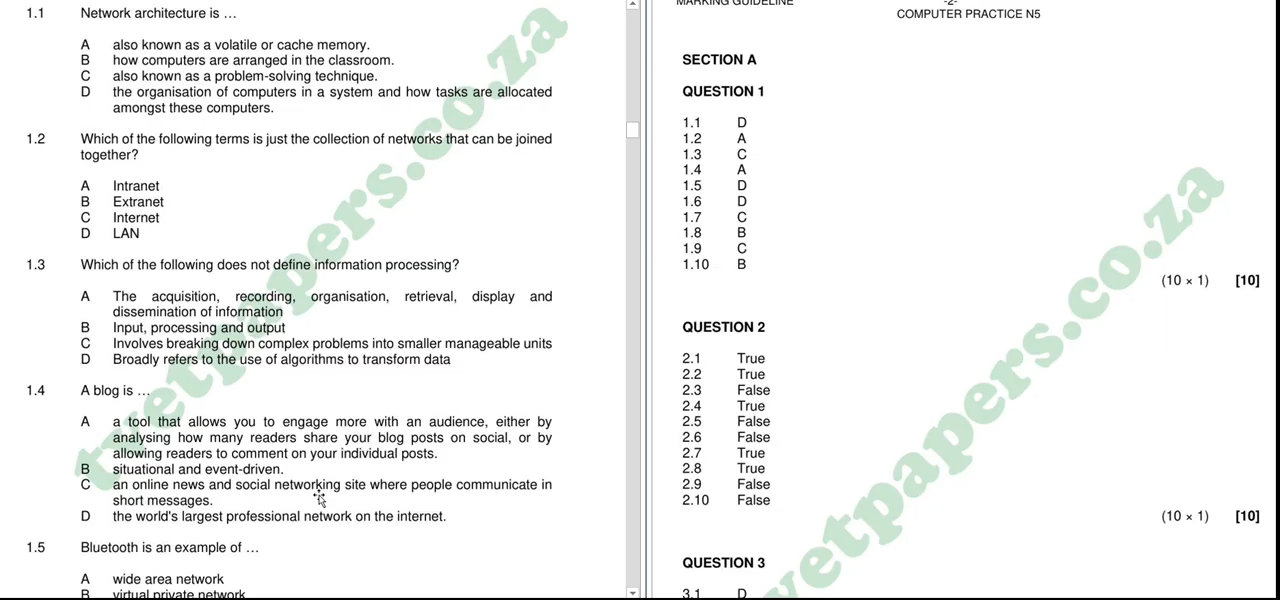 1.1 Network architecture is …
A also known as a volatile or cache memory.
B how computers are arranged in the classroom.
C also known as a problem-solving technique.
D the organisation of computers in a system and how tasks are allocated
amongst these computers.
1.2 Which of the following terms is just the collection of networks that can be joined
together?
A Intranet
B Extranet
C Internet
D LAN
1.3 Which of the following does not define information processing?
A The acquisition, recording, organisation, retrieval, display and
dissemination of information
B Input, processing and output
C Involves breaking down complex problems into smaller manageable units
D Broadly refers to the use of algorithms to transform data
1.4 A blog is …
A a tool that allows you to engage more with an audience, either by
analysing how many readers share your blog posts on social, or by
allowing readers to comment on your individual posts.
B situational and event-driven.
C an online news and social networking site where people communicate in
short messages.
D the world's largest professional network on the internet.
1.5 Bluetooth is an example of …
A wide area network
B virtual private network
tvetpapers.co.za
MARKING GUIDELINE -2-
COMPUTER PRACTICE N5
SECTION A
QUESTION 1
1.1 D
1.2 A
1.3 C
1.4 A
1.5 D
1.6 D
1.7 C
1.8 B
1.9 C
1.10 B
(10 × 1) [10]
QUESTION 2
2.1 True
2.2 True
2.3 False
2.4 True
2.5 False
2.6 False
2.7 True
2.8 True
2.9 False
2.10 False
(10 × 1) [10]
QUESTION 3
3.1 D
vetpapers.co.za